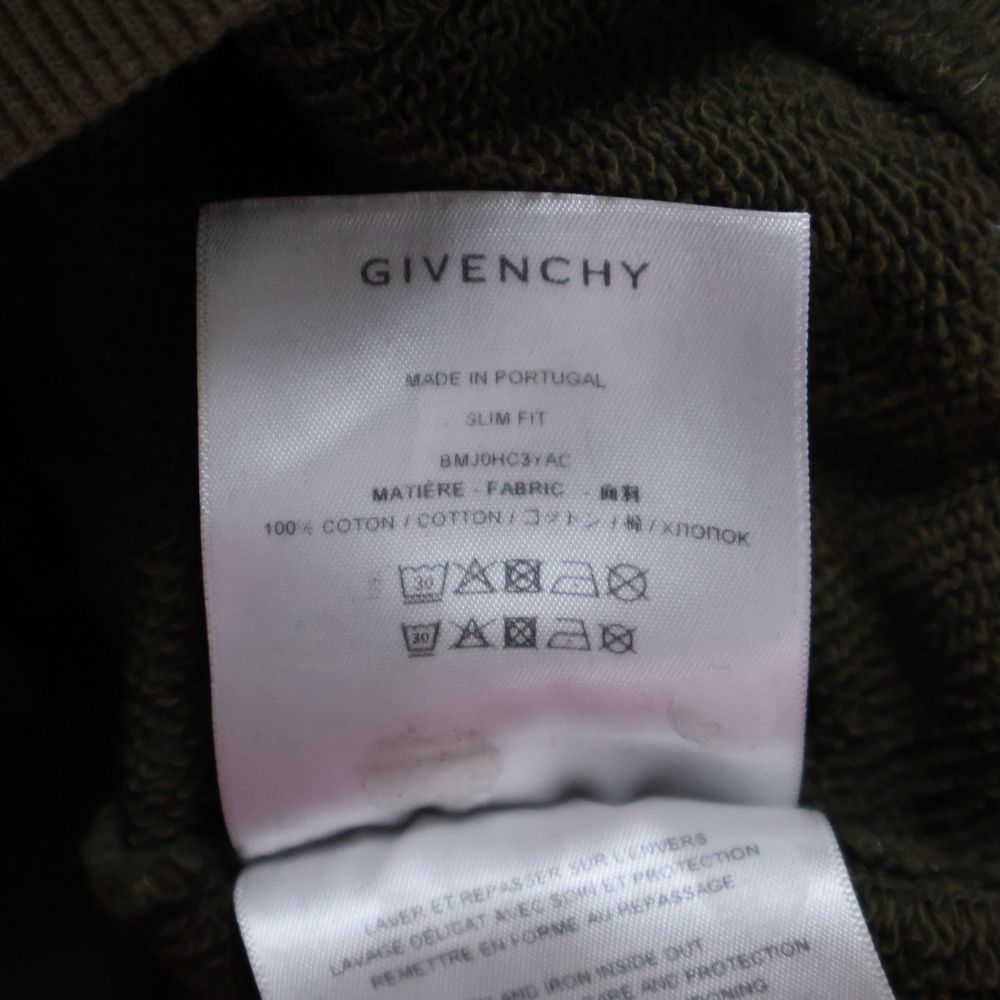 GIVENCHY
MADE IN PORTUGAL
SLIM FIT
BMJ0HC3YAC
MATIÈRE - FABRIC - 面料
100% COTON / COTTON / コットン / 棉 / ХЛОПОК
30
30
LAVER ET REPASSER SUR L'ENVERS
LAVAGE DÉLICAT AVEC SOIN ET PROTECTION
REMETTRE EN FORME AU REPASSAGE
AND IRON INSIDE OUT
AND PROTECTION